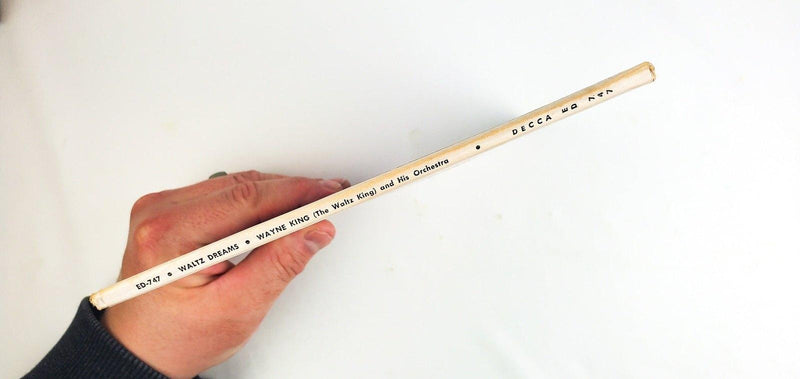 ED-747 • WALTZ DREAMS • WAYNE KING (The Waltz King) and His Orchestra • DECCA ED 747